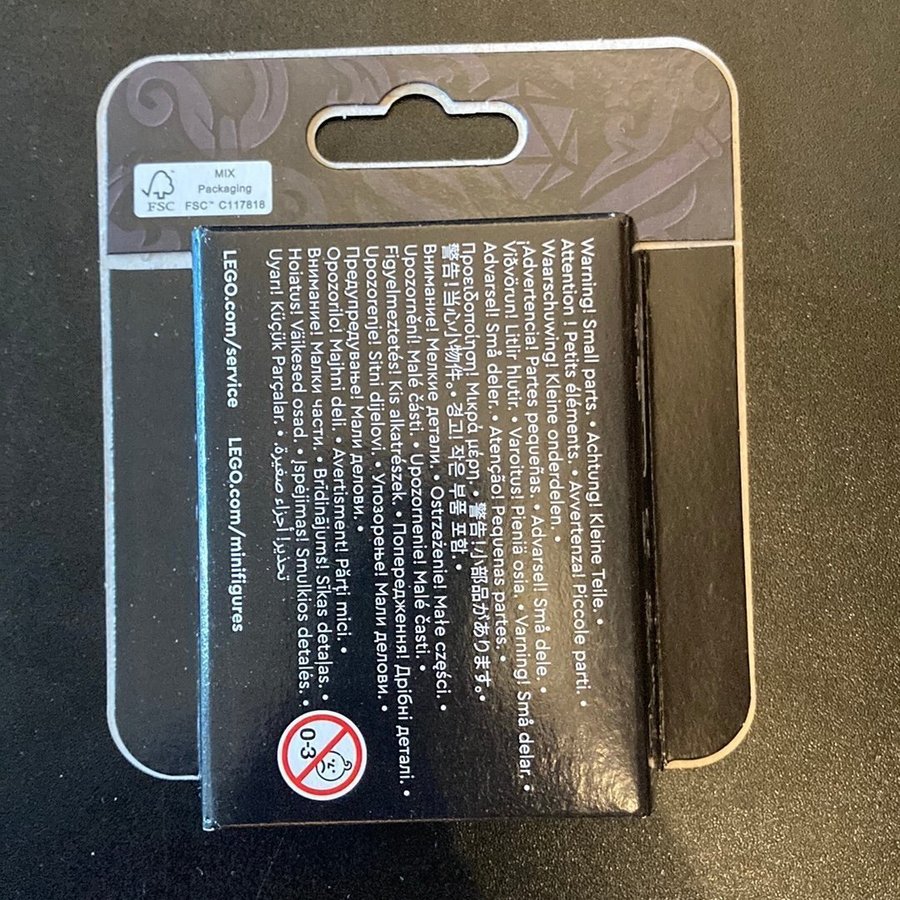 MIX
Packaging
FSC™ C117818
FSC
Warning! Small parts. • Achtung! Kleine Teile. •
Attention ! Petits éléments. • Avvertenza! Piccole parti. •
Waarschuwing! Kleine onderdelen. •
¡Advertencia! Partes pequeñas. • Advarsel! Små dele. •
Viðvörun! Litlir hlutir. • Varoitus! Pieniä osia. • Varning! Små delar. •
Advarsel! Små deler. • Atenção! Pequenas partes. •
Προειδοποίηση! Μικρά μέρη. • 警告!小部品があります。•
警告!当心小物件。• 경고! 작은 부품 포함. •
Внимание! Мелкие детали. • Ostrzeżenie! Małe części. •
Upozornění! Malé části. • Upozornenie! Malé časti. •
Figyelmeztetés! Kis alkatrészek. • Попередження! Дрібні деталі. •
Upozorenje! Sitni dijelovi. • Упозорење! Мали делови. •
Предупредување! Мали делови. •
Opozorilo! Majhni deli. • Avertisment! Părți mici. •
Внимание! Малки части. • Brīdinājums! Sīkas detaļas. •
Hoiatus! Väikesed osad. • Įspėjimas! Smulkios detalės. •
Uyarı! Küçük Parçalar. • تحذير! أجزاء صغيرة.
LEGO.com/service LEGO.com/minifigures
0-3